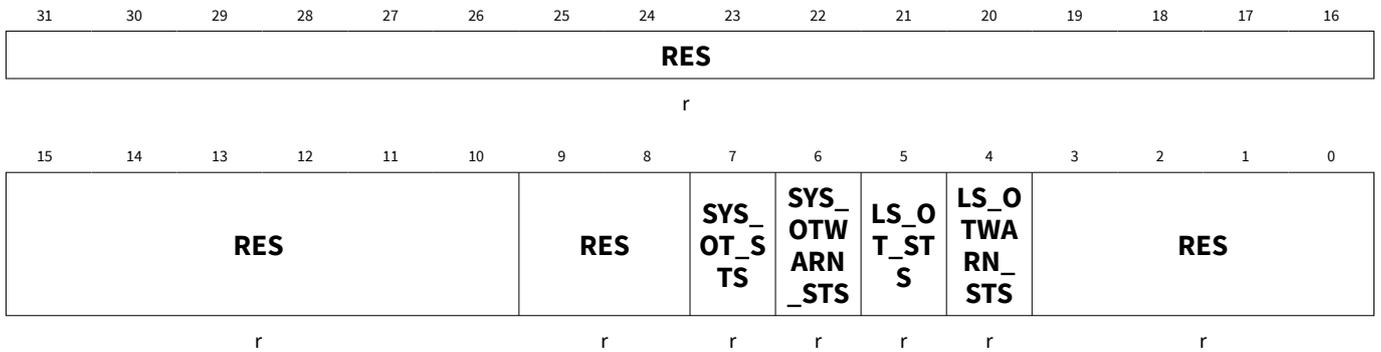 31 30 29 28 27 26 25 24 23 22 21 20 19 18 17 16
RES
r
15 14 13 12 11 10 9 8 7 6 5 4 3 2 1 0
RES
RES
SYS_
OT_S
TS
SYS_
OTW
ARN
_STS
LS_O
T_ST
S
LS_O
TWA
RN_
STS
RES
r r r r r r r